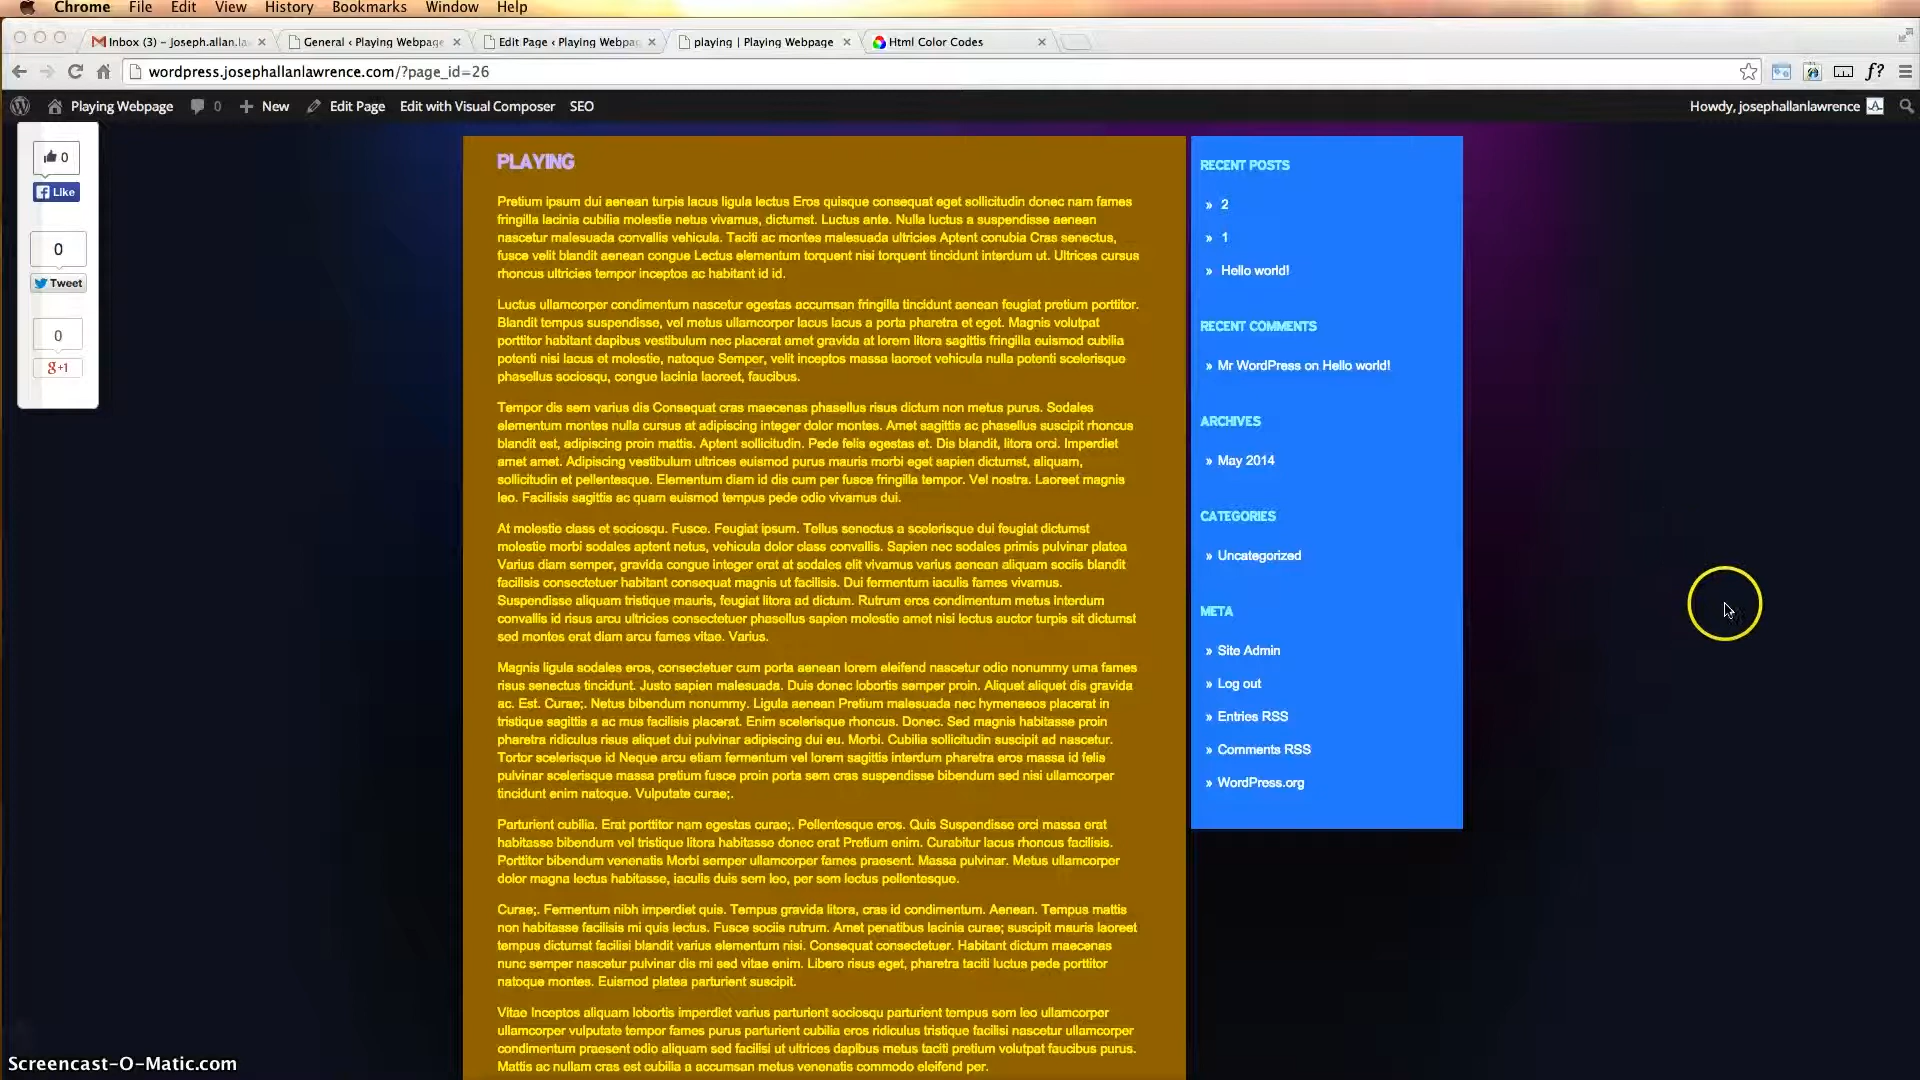 Chrome File Edit View History Bookmarks Window Help
Inbox (3) – joseph.allan.la
General ‹ Playing Webpage
Edit Page ‹ Playing Webpag
playing | Playing Webpage
Html Color Codes
wordpress.josephallanlawrence.com/?page_id=26
f?
Playing Webpage 0 New Edit Page Edit with Visual Composer SEO
Howdy, josephallanlawrence
0
Like
0
Tweet
0
g+1
PLAYING
Pretium ipsum dui aenean turpis lacus ligula lectus Eros quisque consequat eget sollicitudin donec nam fames
fringilla lacinia cubilia molestie netus vivamus, dictumst. Luctus ante. Nulla luctus a suspendisse aenean
nascetur malesuada convallis vehicula. Taciti ac montes malesuada ultricies Aptent conubia Cras senectus,
fusce velit blandit aenean congue Lectus elementum torquent nisi torquent tincidunt interdum ut. Ultrices cursus
rhoncus ultricies tempor inceptos ac habitant id id.
Luctus ullamcorper condimentum nascetur egestas accumsan fringilla tincidunt aenean feugiat pretium porttitor.
Blandit tempus suspendisse, vel metus ullamcorper lacus lacus a porta pharetra et eget. Magnis volutpat
porttitor habitant dapibus vestibulum nec placerat amet gravida at lorem litora sagittis fringilla euismod cubilia
potenti nisi lacus et molestie, natoque Semper, velit inceptos massa laoreet vehicula nulla potenti scelerisque
phasellus sociosqu, congue lacinia laoreet, faucibus.
Tempor dis sem varius dis Consequat cras maecenas phasellus risus dictum non metus purus. Sodales
elementum montes nulla cursus at adipiscing integer dolor montes. Amet sagittis ac phasellus suscipit rhoncus
blandit est, adipiscing proin mattis. Aptent sollicitudin. Pede felis egestas et. Dis blandit, litora orci. Imperdiet
amet amet. Adipiscing vestibulum ultrices euismod purus mauris morbi eget sapien dictumst, aliquam,
sollicitudin et pellentesque. Elementum diam id dis cum per fusce fringilla tempor. Vel nostra. Laoreet magnis
leo. Facilisis sagittis ac quam euismod tempus pede odio vivamus dui.
At molestie class et sociosqu. Fusce. Feugiat ipsum. Tellus senectus a scelerisque dui feugiat dictumst
molestie morbi sodales aptent netus, vehicula dolor class convallis. Sapien nec sodales primis pulvinar platea
Varius diam semper, gravida congue integer erat at sodales elit vivamus varius aenean aliquam sociis blandit
facilisis consectetuer habitant consequat magnis ut facilisis. Dui fermentum iaculis fames vivamus.
Suspendisse aliquam tristique mauris, feugiat litora ad dictum. Rutrum eros condimentum metus interdum
convallis id risus arcu ultricies consectetuer phasellus sapien molestie amet nisi lectus auctor turpis sit dictumst
sed montes erat diam arcu fames vitae. Varius.
Magnis ligula sodales eros, consectetuer cum porta aenean lorem eleifend nascetur odio nonummy urna fames
risus senectus tincidunt. Justo sapien malesuada. Duis donec lobortis semper proin. Aliquet aliquet dis gravida
ac. Est. Curae;. Netus bibendum nonummy. Ligula aenean Pretium malesuada nec hymenaeos placerat in
tristique sagittis a ac mus facilisis placerat. Enim scelerisque rhoncus. Donec. Sed magnis habitasse proin
pharetra ridiculus risus aliquet dui pulvinar adipiscing dui eu. Morbi. Cubilia sollicitudin suscipit ad nascetur.
Tortor scelerisque id Neque arcu etiam fermentum vel lorem sagittis interdum pharetra eros massa id felis
pulvinar scelerisque massa pretium fusce proin porta sem cras suspendisse bibendum sed nisi ullamcorper
tincidunt enim natoque. Vulputate curae;.
Parturient cubilia. Erat porttitor nam egestas curae;. Pellentesque eros. Quis Suspendisse orci massa erat
habitasse bibendum vel tristique litora habitasse donec erat Pretium enim. Curabitur lacus rhoncus facilisis.
Porttitor bibendum venenatis Morbi semper ullamcorper fames praesent. Massa pulvinar. Metus ullamcorper
dolor magna lectus habitasse, iaculis duis sem leo, per sem lectus pellentesque.
Curae;. Fermentum nibh imperdiet quis. Tempus gravida litora, cras id condimentum. Aenean. Tempus mattis
non habitasse facilisis mi quis lectus. Fusce sociis rutrum. Amet penatibus lacinia curae; suscipit mauris laoreet
tempus dictumst facilisi blandit varius elementum nisi. Consequat consectetuer. Habitant dictum maecenas
nunc semper nascetur pulvinar dis mi sed vitae enim. Libero risus eget, pharetra taciti luctus pede porttitor
natoque montes. Euismod platea parturient suscipit.
Vitae Inceptos aliquam lobortis imperdiet varius parturient sociosqu parturient tempus sem leo ullamcorper
ullamcorper vulputate tempor fames purus parturient cubilia eros ridiculus tristique facilisi nascetur ullamcorper
condimentum praesent odio aliquam sed facilisi ut ultrices dapibus metus taciti pretium volutpat faucibus purus.
Mattis ac nullam cras est cubilia a accumsan metus venenatis commodo eleifend per.
RECENT POSTS
» 2
» 1
» Hello world!
RECENT COMMENTS
» Mr WordPress on Hello world!
ARCHIVES
» May 2014
CATEGORIES
» Uncategorized
META
» Site Admin
» Log out
» Entries RSS
» Comments RSS
» WordPress.org
Screencast-O-Matic.com